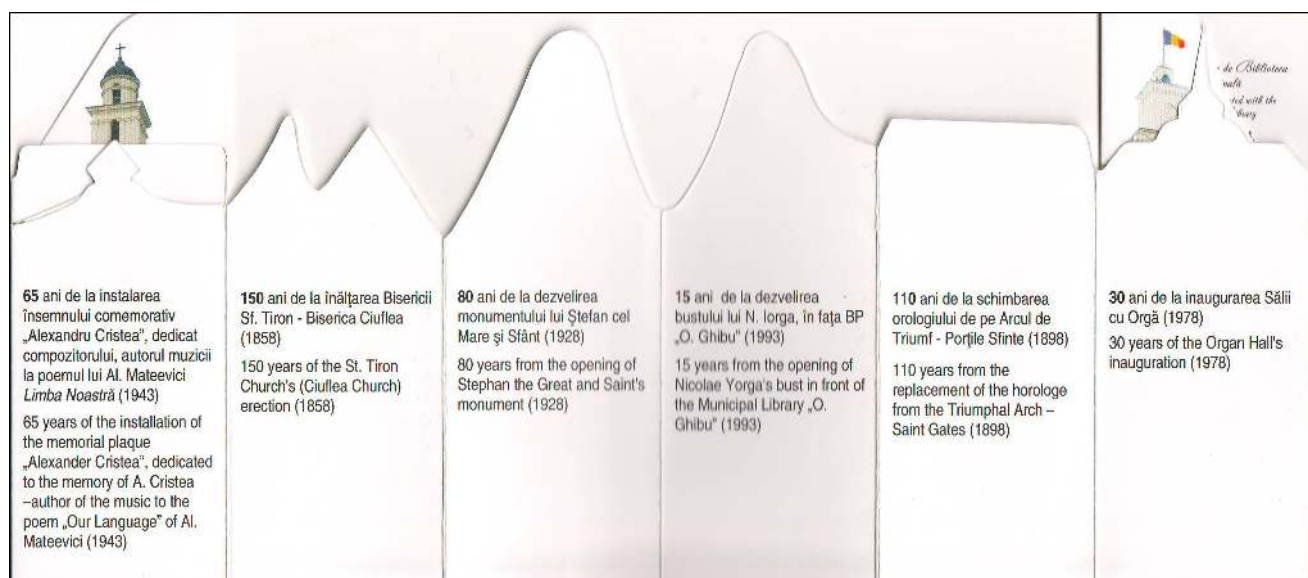 de Biblioteca
ted with the
65 ani de la instalarea
însemnului comemorativ
„Alexandru Cristea”, dedicat
compozitorului, autorul muzicii
la poemul lui Al. Mateevici
Limba Noastră (1943)
65 years of the installation of
the memorial plaque
„Alexander Cristea”, dedicated
to the memory of A. Cristea
–author of the music to the
poem „Our Language” of Al.
Mateevici (1943)
150 ani de la înălţarea Bisericii
Sf. Tiron - Biserica Ciuflea
(1858)
150 years of the St. Tiron
Church's (Ciuflea Church)
erection (1858)
80 ani de la dezvelirea
monumentului lui Ştefan cel
Mare şi Sfânt (1928)
80 years from the opening of
Stephan the Great and Saint's
monument (1928)
15 ani de la dezvelirea
bustului lui N. Iorga, în faţa BP
„O. Ghibu” (1993)
15 years from the opening of
Nicolae Yorga's bust in front of
the Municipal Library „O.
Ghibu” (1993)
110 ani de la schimbarea
orologiului de pe Arcul de
Triumf - Porţile Sfinte (1898)
110 years from the
replacement of the horologe
from the Triumphal Arch –
Saint Gates (1898)
30 ani de la inaugurarea Sălii
cu Orgă (1978)
30 years of the Organ Hall's
inauguration (1978)